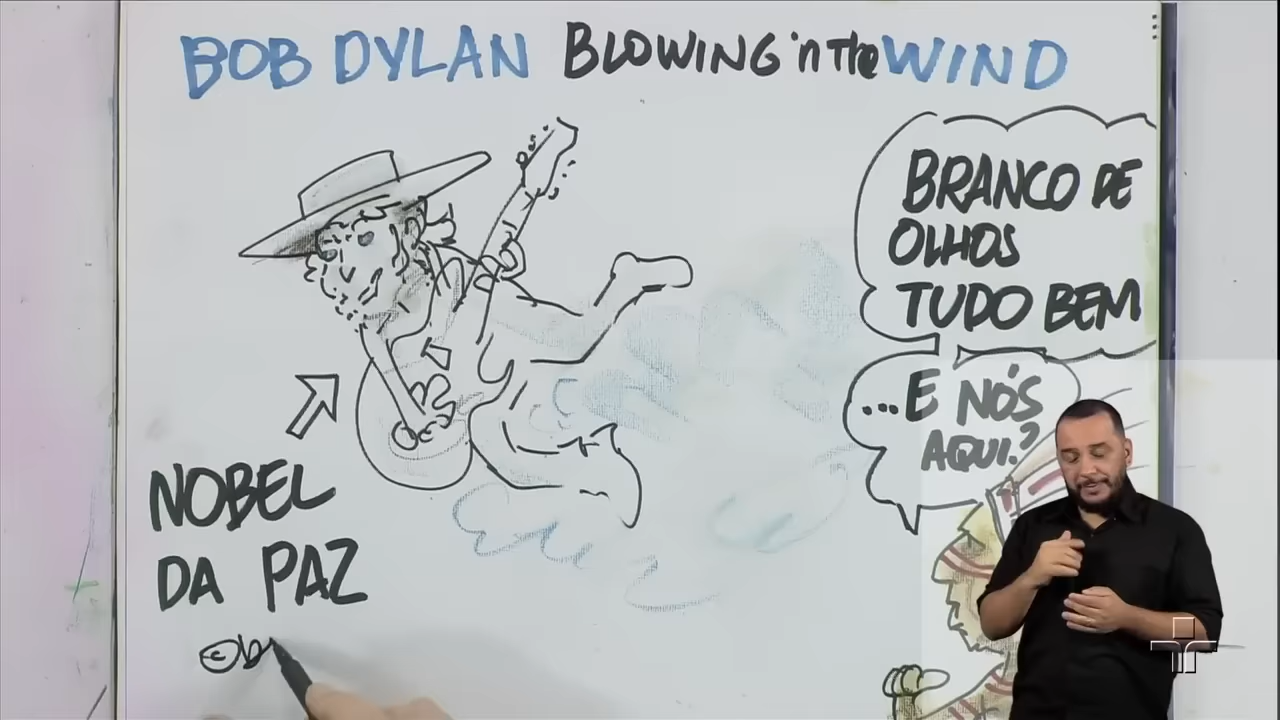 BOB DYLAN BLOWING in the WIND
BRANCO DE
OLHOS
TUDO BEM
...E NÓS
AQUI?
NOBEL
DA PAZ